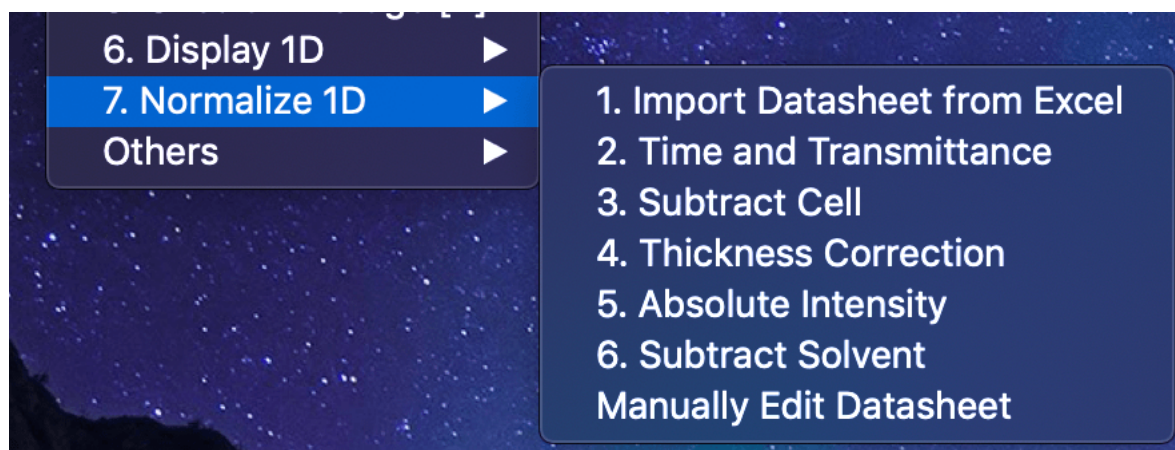 6. Display 1D
7. Normalize 1D
Others
1. Import Datasheet from Excel
2. Time and Transmittance
3. Subtract Cell
4. Thickness Correction
5. Absolute Intensity
6. Subtract Solvent
Manually Edit Datasheet